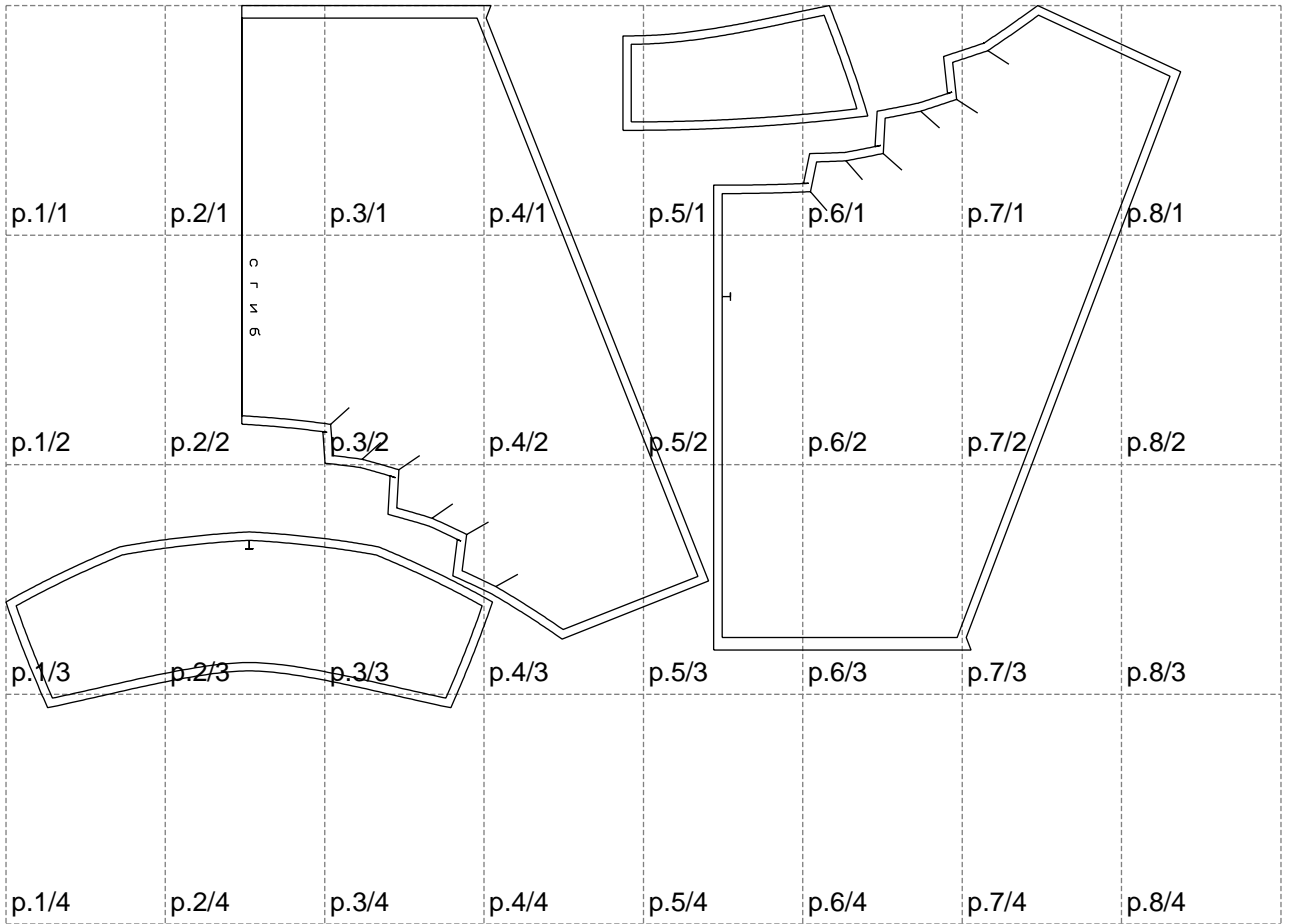 p.1/1 p.2/1 p.3/1 p.4/1 p.5/1 p.6/1 p.7/1 p.8/1
с г и б
p.1/2 p.2/2 p.3/2 p.4/2 p.5/2 p.6/2 p.7/2 p.8/2
p.1/3 p.2/3 p.3/3 p.4/3 p.5/3 p.6/3 p.7/3 p.8/3
p.1/4 p.2/4 p.3/4 p.4/4 p.5/4 p.6/4 p.7/4 p.8/4